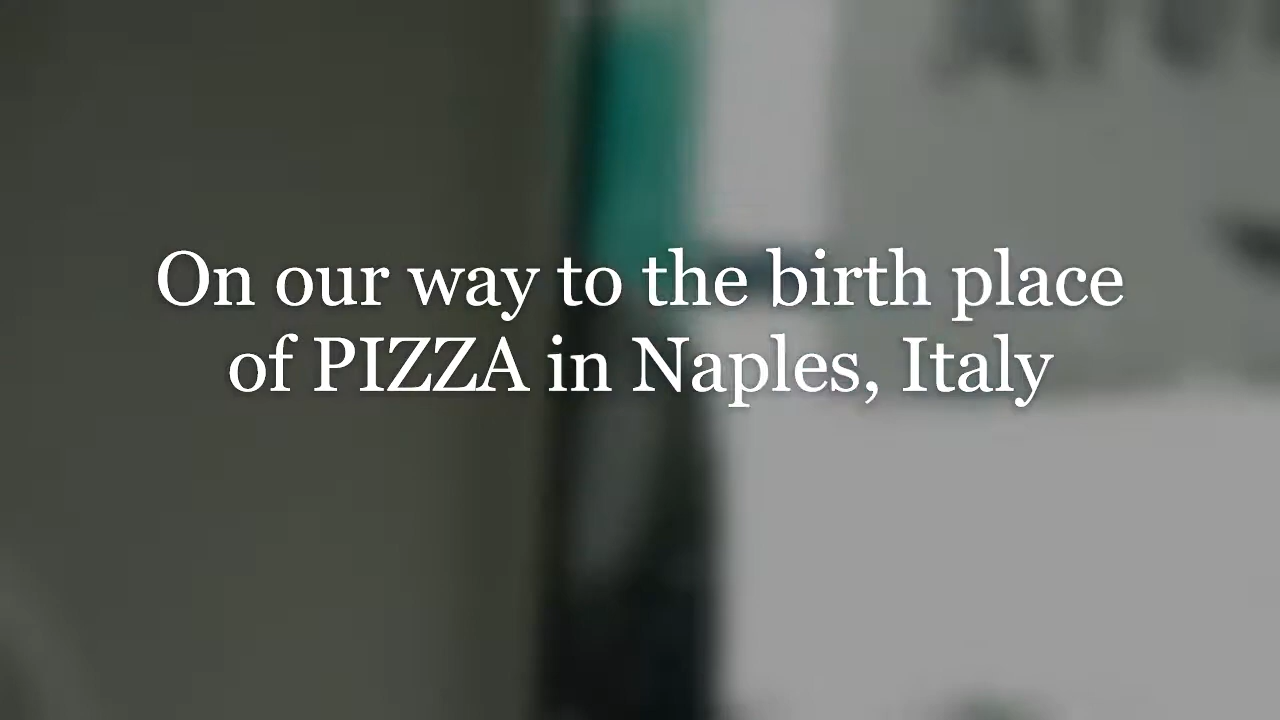 On our way to the birth place
of PIZZA in Naples, Italy